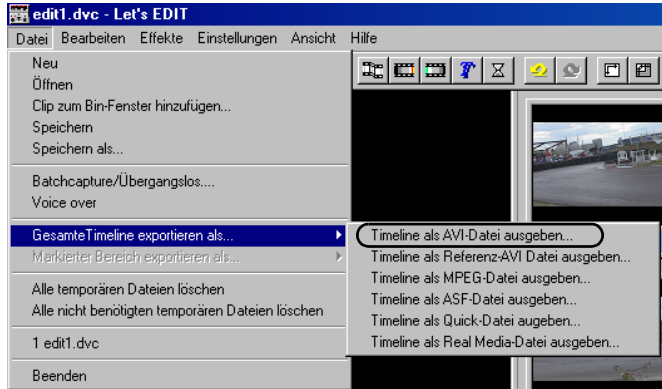 edit1.dvc - Let's EDIT
Datei Bearbeiten Effekte Einstellungen Ansicht Hilfe
Neu
Öffnen
Clip zum Bin-Fenster hinzufügen...
Speichern
Speichern als...
Batchcapture/Übergangslos....
Voice over
GesamteTimeline exportieren als...
Markierter Bereich exportieren als...
Alle temporären Dateien löschen
Alle nicht benötigten temporären Dateien löschen
1 edit1.dvc
Beenden
Timeline als AVI-Datei ausgeben...
Timeline als Referenz-AVI Datei ausgeben...
Timeline als MPEG-Datei ausgeben...
Timeline als ASF-Datei ausgeben...
Timeline als Quick-Datei augeben...
Timeline als Real Media-Datei ausgeben...